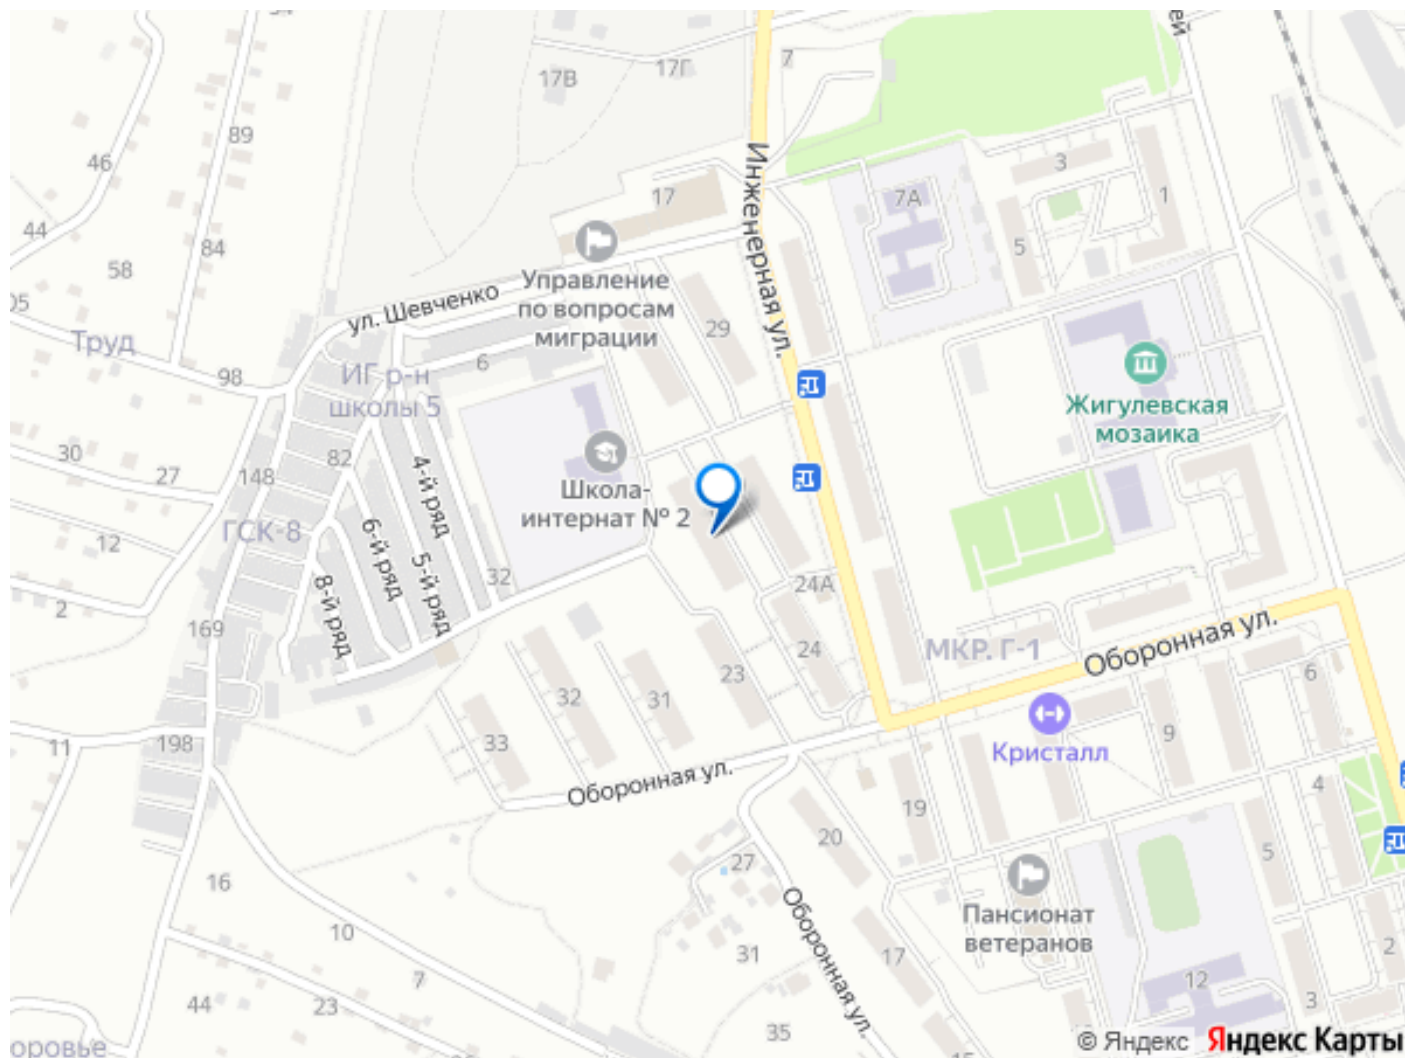 7
17В
17Г
89
46
7А
3
1
17
44
84
5
58
Инженерная ул.
Управление
по вопросам
миграции
ул. Шевченко
29
Труд
6
98
ИГ р-н
школы 5
Жигулевская
мозаика
30
27
148
82
4-й ряд
Школа-
интернат № 2
ГСК-8
12
6-й ряд
5-й ряд
8-й ряд
32
24А
2
169
24
МКР. Г-1
Оборонная ул.
23
6
32
31
33
11
198
9
Кристалл
Оборонная ул.
4
19
20
5
27
16
Пансионат
ветеранов
Оборонная ул.
10
31
17
2
7
12
44
23
3
35
© Яндекс
Яндекс Карты